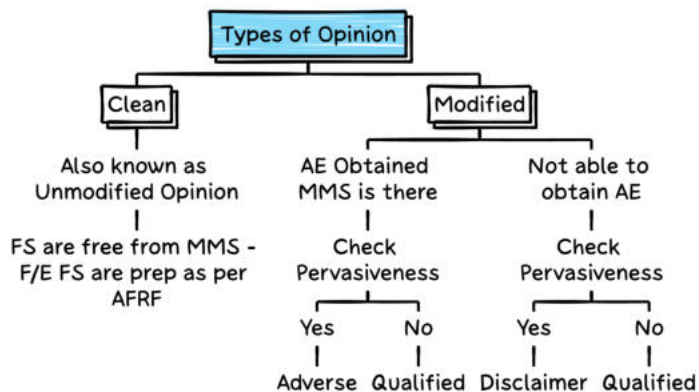 Types of Opinion
Clean
Modified
Also known as
Unmodified Opinion
AE Obtained
MMS is there
Not able to
obtain AE
FS are free from MMS -
F/E FS are prep as per
AFRF
Check
Pervasiveness
Check
Pervasiveness
Yes
No
Yes
No
Adverse
Qualified
Disclaimer
Qualified